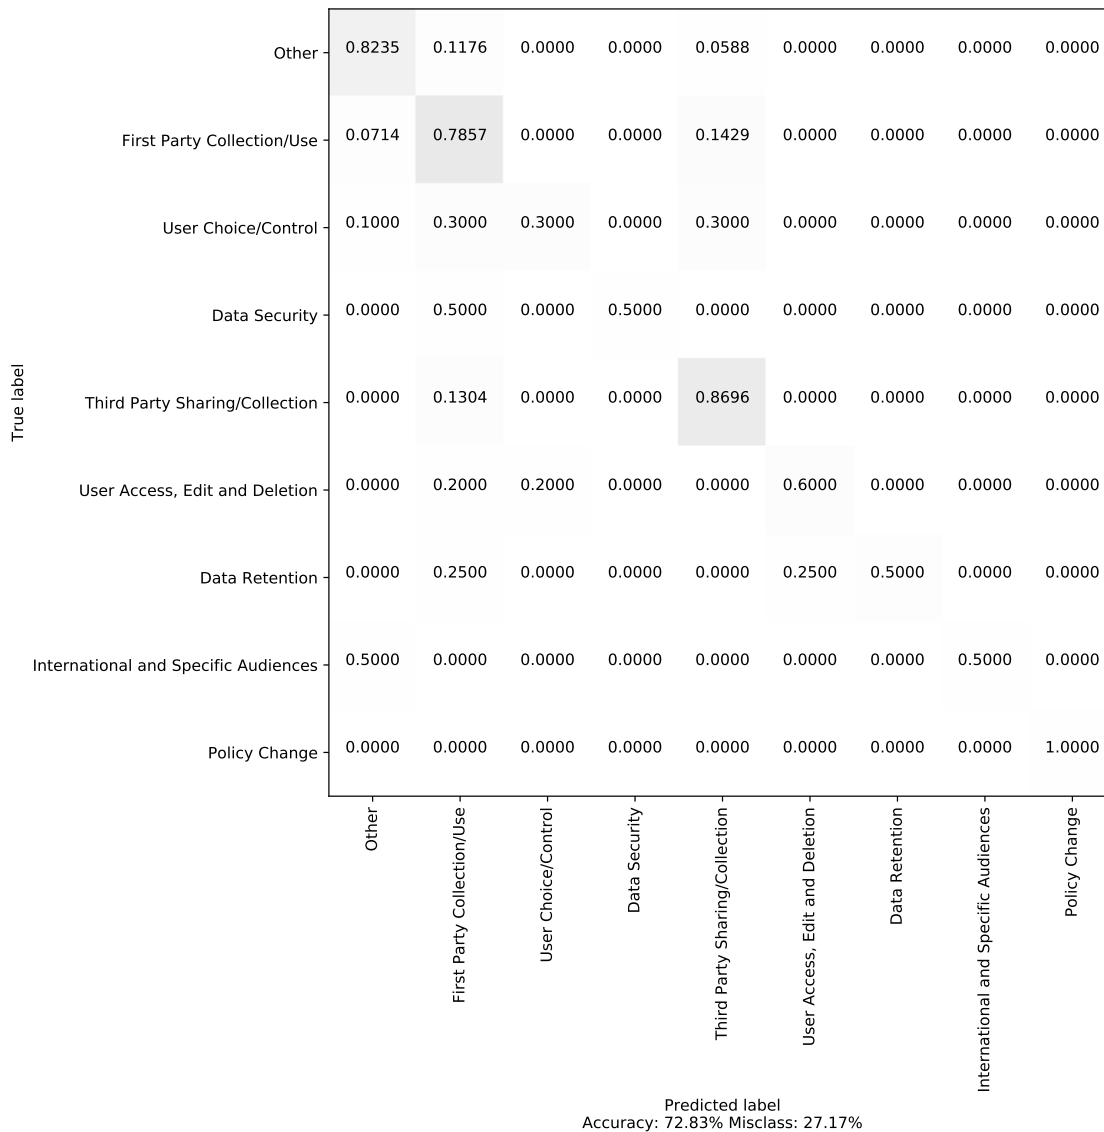 Other 0.8235 0.1176 0.0000 0.0000 0.0588 0.0000 0.0000 0.0000 0.0000
First Party Collection/Use 0.0714 0.7857 0.0000 0.0000 0.1429 0.0000 0.0000 0.0000 0.0000
User Choice/Control 0.1000 0.3000 0.3000 0.0000 0.3000 0.0000 0.0000 0.0000 0.0000
Data Security 0.0000 0.5000 0.0000 0.5000 0.0000 0.0000 0.0000 0.0000 0.0000
Third Party Sharing/Collection 0.0000 0.1304 0.0000 0.0000 0.8696 0.0000 0.0000 0.0000 0.0000
User Access, Edit and Deletion 0.0000 0.2000 0.2000 0.0000 0.0000 0.6000 0.0000 0.0000 0.0000
Data Retention 0.0000 0.2500 0.0000 0.0000 0.0000 0.2500 0.5000 0.0000 0.0000
International and Specific Audiences 0.5000 0.0000 0.0000 0.0000 0.0000 0.0000 0.0000 0.5000 0.0000
Policy Change 0.0000 0.0000 0.0000 0.0000 0.0000 0.0000 0.0000 0.0000 1.0000
True label
Other
First Party Collection/Use
User Choice/Control
Data Security
Third Party Sharing/Collection
User Access, Edit and Deletion
Data Retention
International and Specific Audiences
Policy Change
Predicted label
Accuracy: 72.83% Misclass: 27.17%